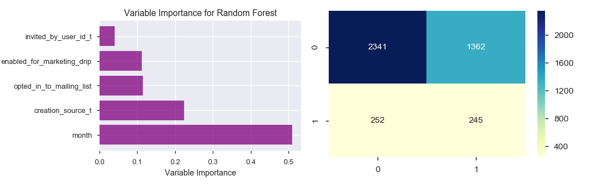 Variable Importance for Random Forest
invited_by_user_id_t
enabled_for_marketing_drip
opted_in_to_mailing_list
creation_source_t
month
0.0 0.1 0.2 0.3 0.4 0.5
Variable Importance
0 2341 1362
1 252 245
0 1
2000
1600
1200
800
400